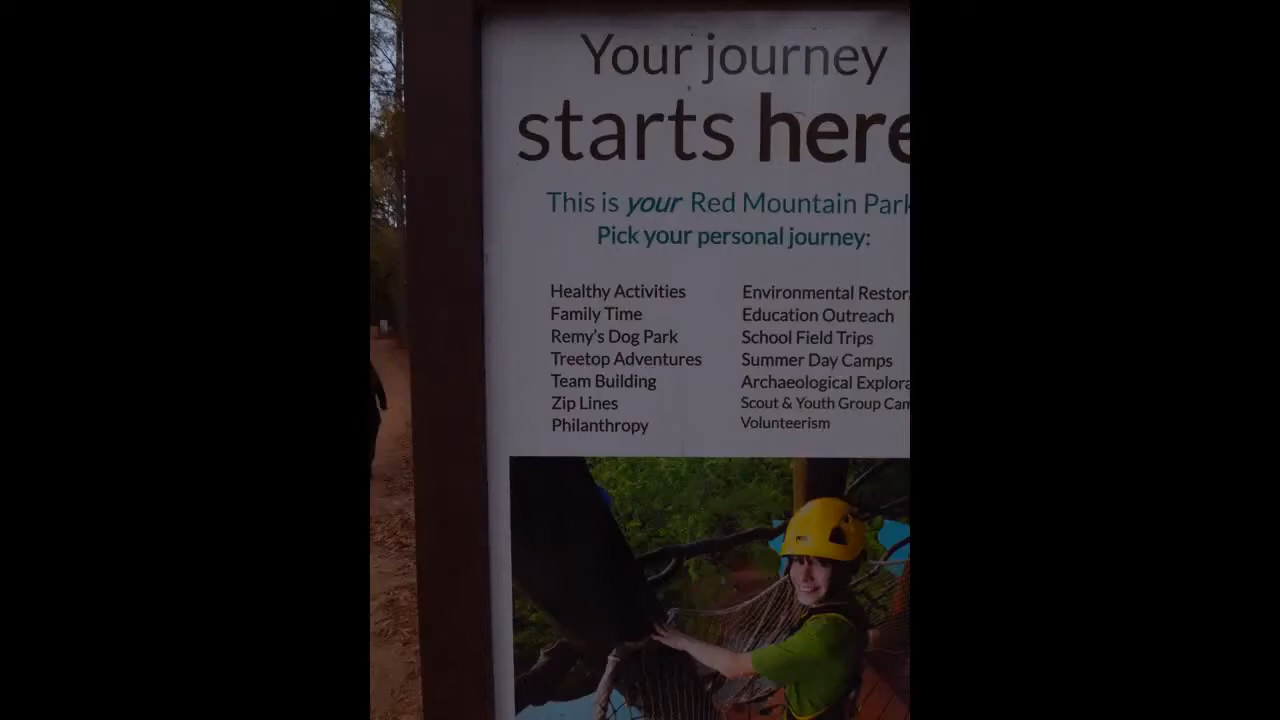 Your journey
starts here
This is your Red Mountain Park
Pick your personal journey:
Healthy Activities
Family Time
Remy's Dog Park
Treetop Adventures
Team Building
Zip Lines
Philanthropy
Environmental Restor
Education Outreach
School Field Trips
Summer Day Camps
Archaeological Explora
Scout & Youth Group Cam
Volunteerism